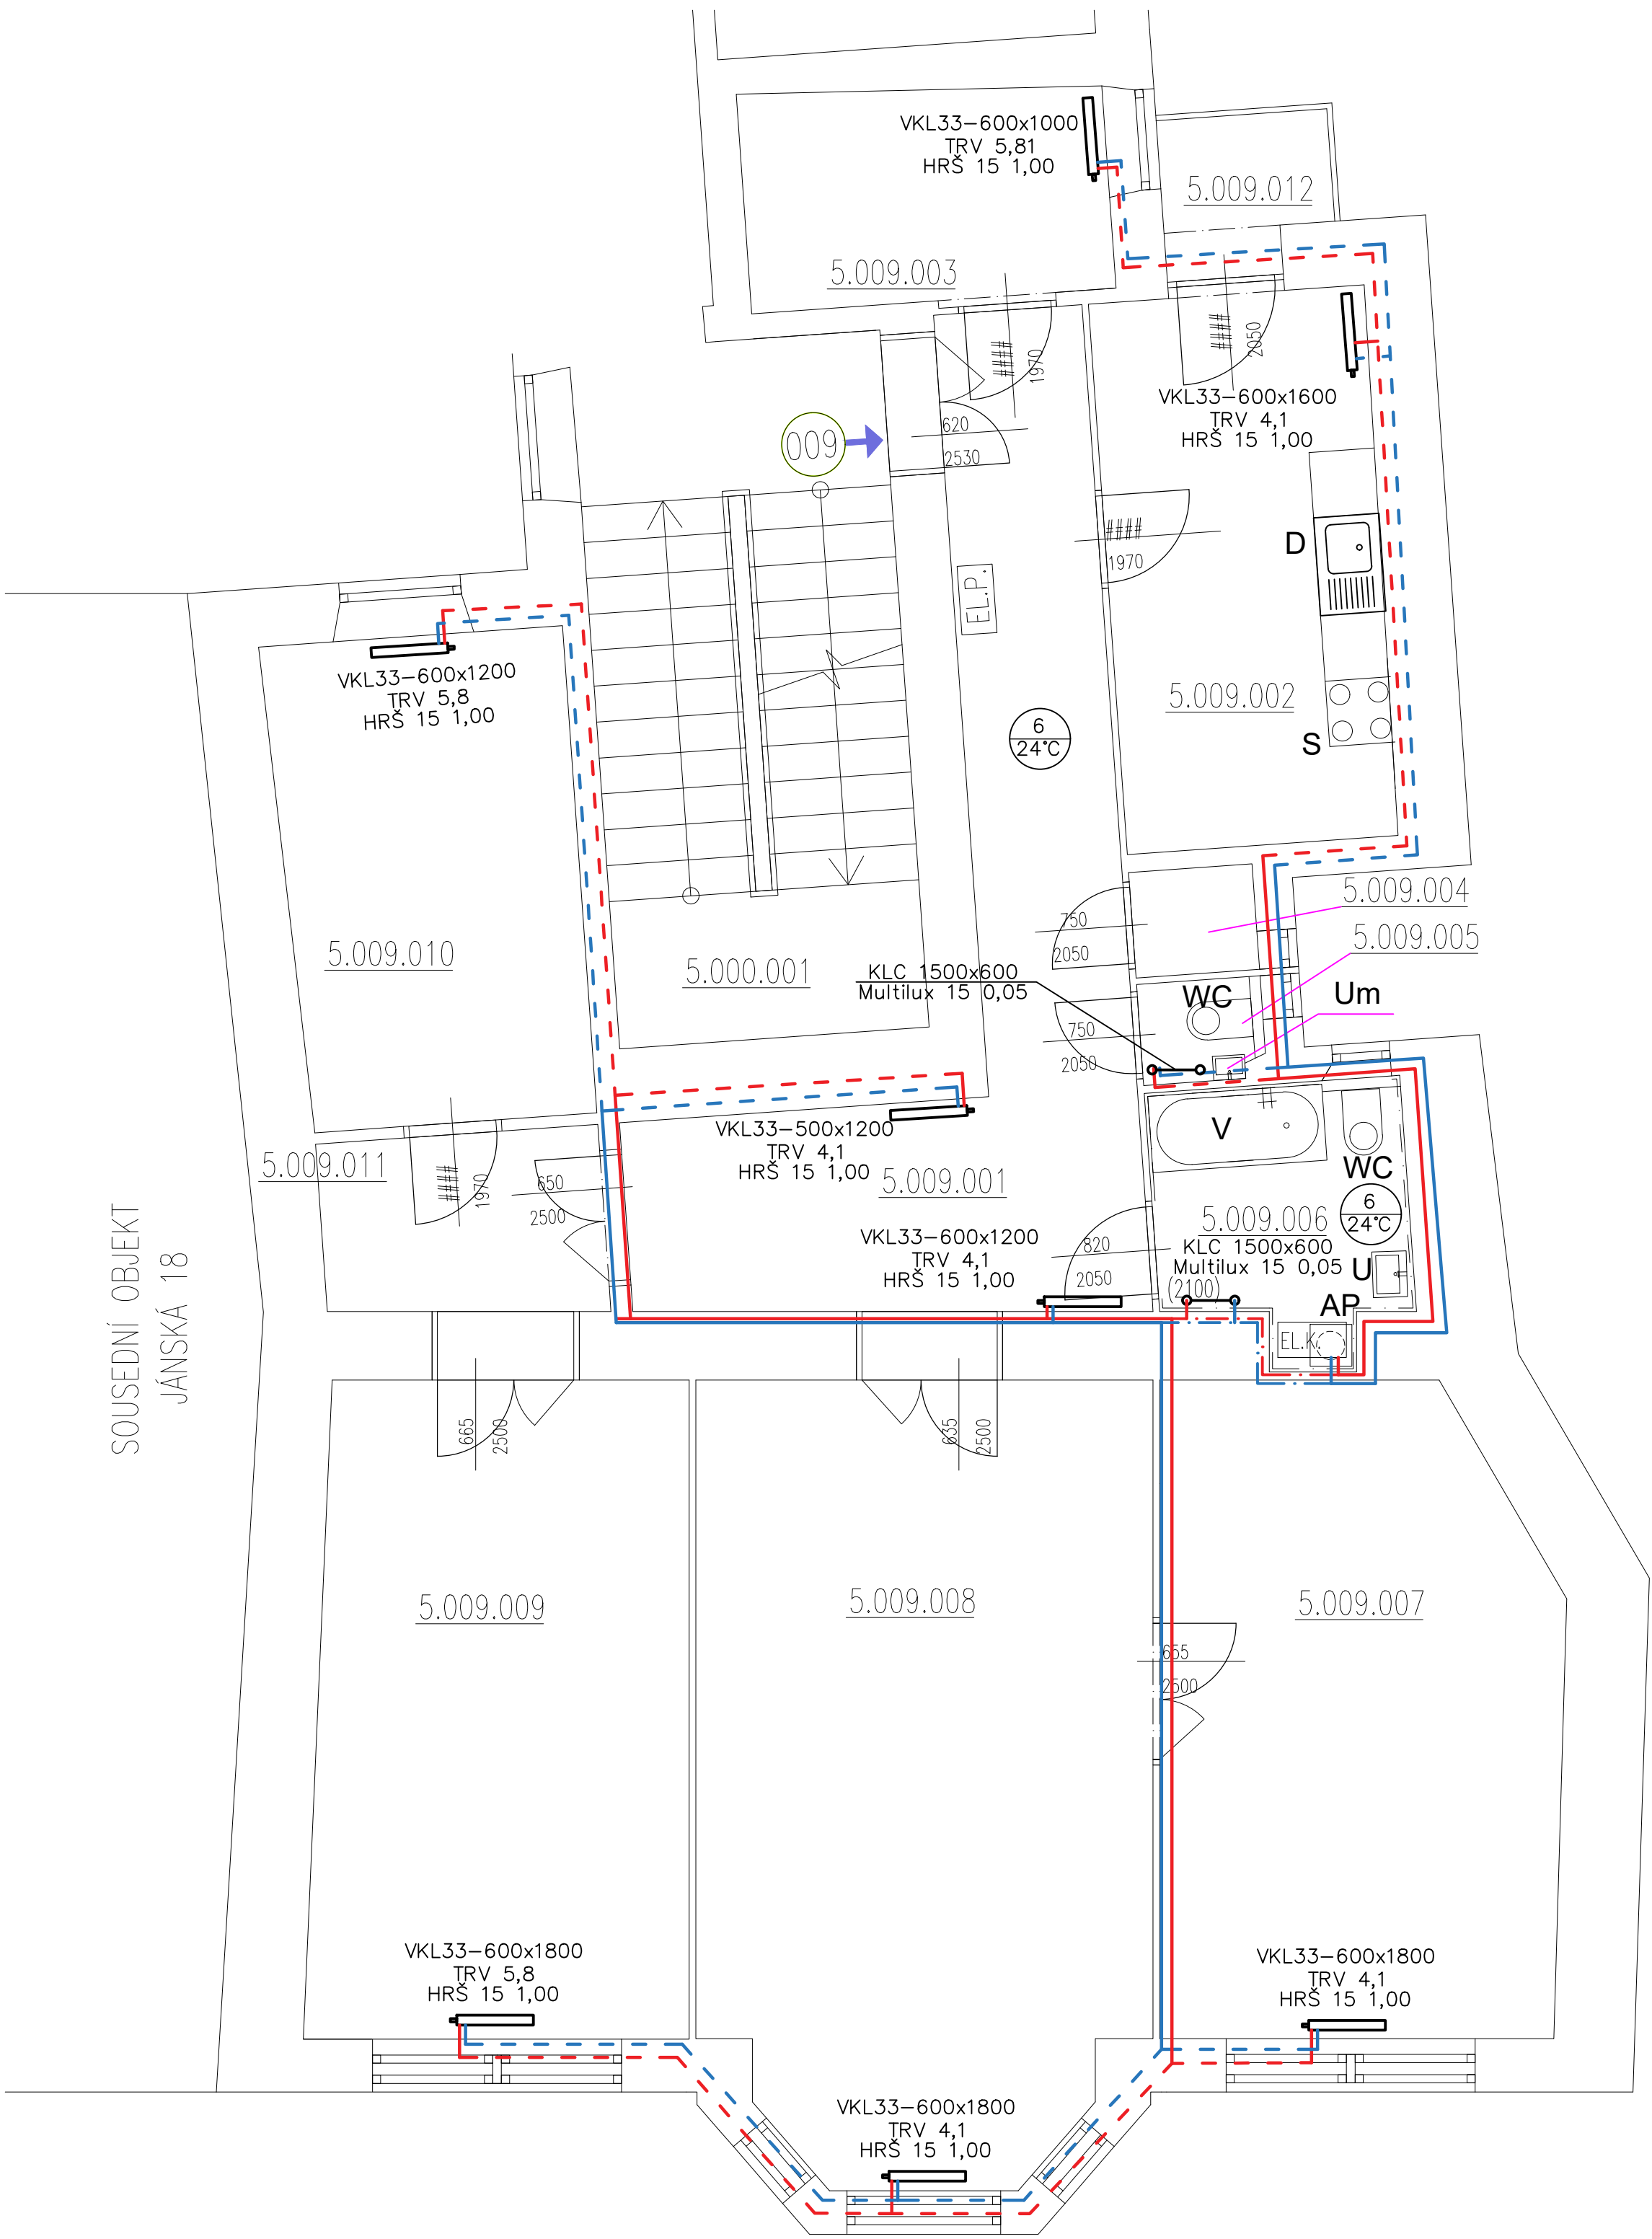 VKL33-600x1000
TRV 5,81
HRŠ 15 1,00
5.009.012
5.009.003
####
1970
####
2050
VKL33-600x1600
TRV 4,1
HRŠ 15 1,00
009
620
2530
####
1970
D
EL.P.
VKL33-600x1200
TRV 5,8
HRŠ 15 1,00
5.009.002
6
24°C
S
5.009.004
750
2050
5.009.005
5.009.010
5.000.001
KLC 1500x600
Multilux 15 0,05
WC
Um
750
2050
VKL33-500x1200
TRV 4,1
HRŠ 15 1,00
V
WC
5.009.011
####
1970
650
2500
5.009.001
6
24°C
5.009.006
VKL33-600x1200
TRV 4,1
HRŠ 15 1,00
820
2050
KLC 1500x600
Multilux 15 0,05
(2100)
U
AP
EL.K.
SOUSEDNÍ OBJEKT
JÁNSKÁ 18
665
2500
635
2500
5.009.009
5.009.008
5.009.007
655
2500
VKL33-600x1800
TRV 5,8
HRŠ 15 1,00
VKL33-600x1800
TRV 4,1
HRŠ 15 1,00
VKL33-600x1800
TRV 4,1
HRŠ 15 1,00